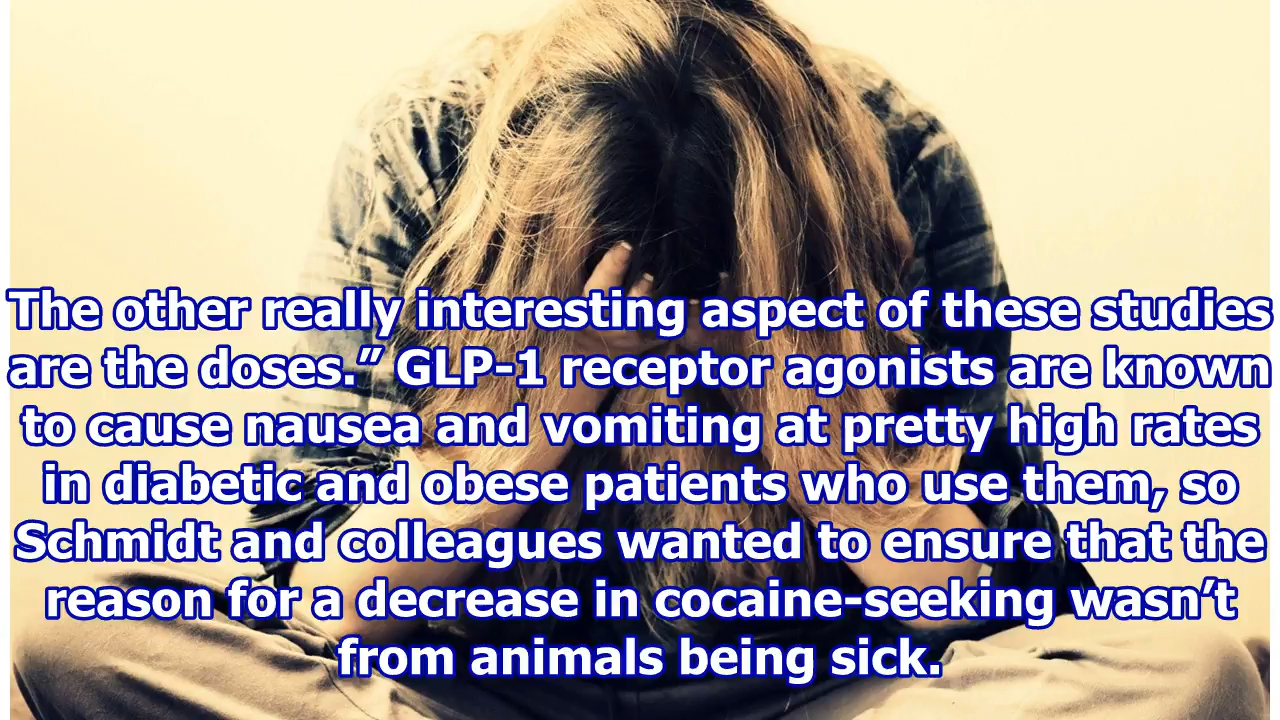 The other really interesting aspect of these studies
are the doses.” GLP-1 receptor agonists are known
to cause nausea and vomiting at pretty high rates
in diabetic and obese patients who use them, so
Schmidt and colleagues wanted to ensure that the
reason for a decrease in cocaine-seeking wasn’t
from animals being sick.